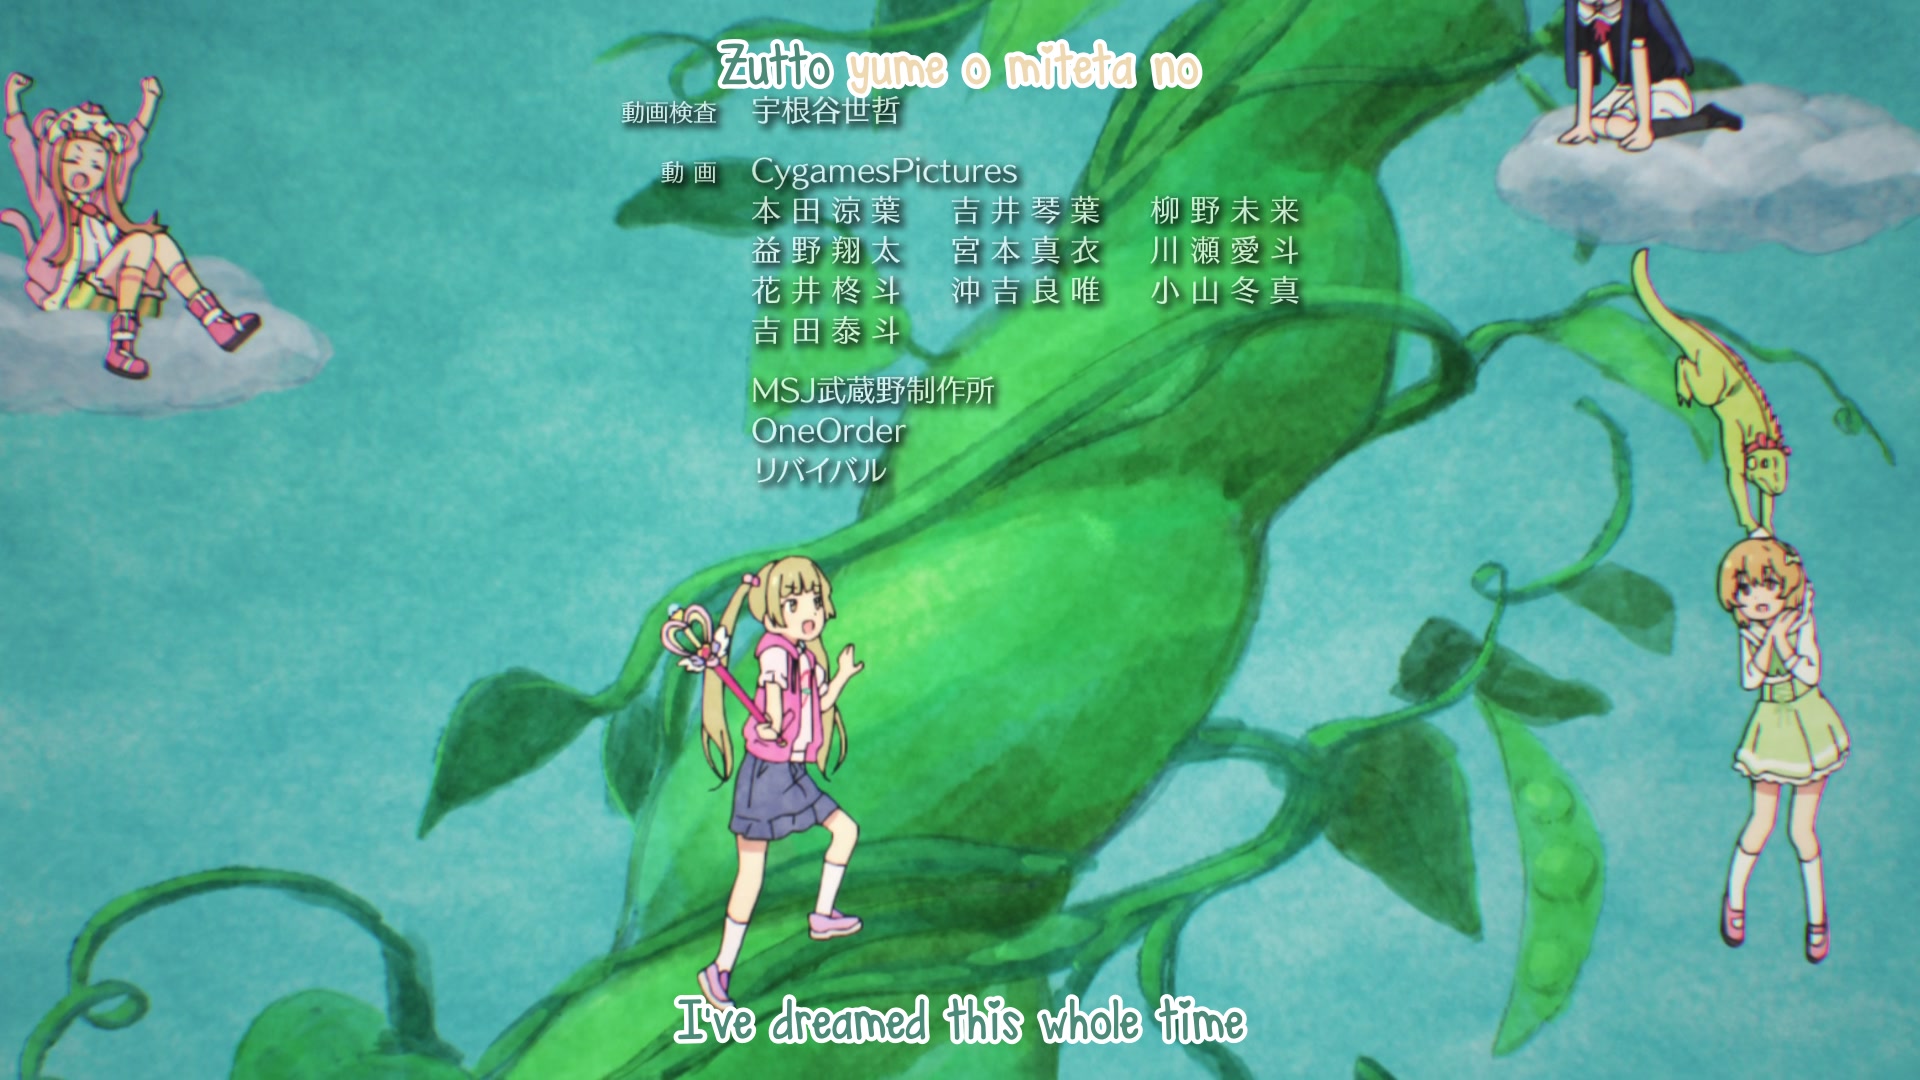 Zutto yume o miteta no
動画検査 宇根谷世哲
動画 CygamesPictures
本田涼葉 吉井琴葉 柳野未来
益野翔太 宮本真衣 川瀬愛斗
花井柊斗 沖吉良唯 小山冬真
吉田泰斗
MSJ武蔵野制作所
OneOrder
リバイバル
I've dreamed this whole time